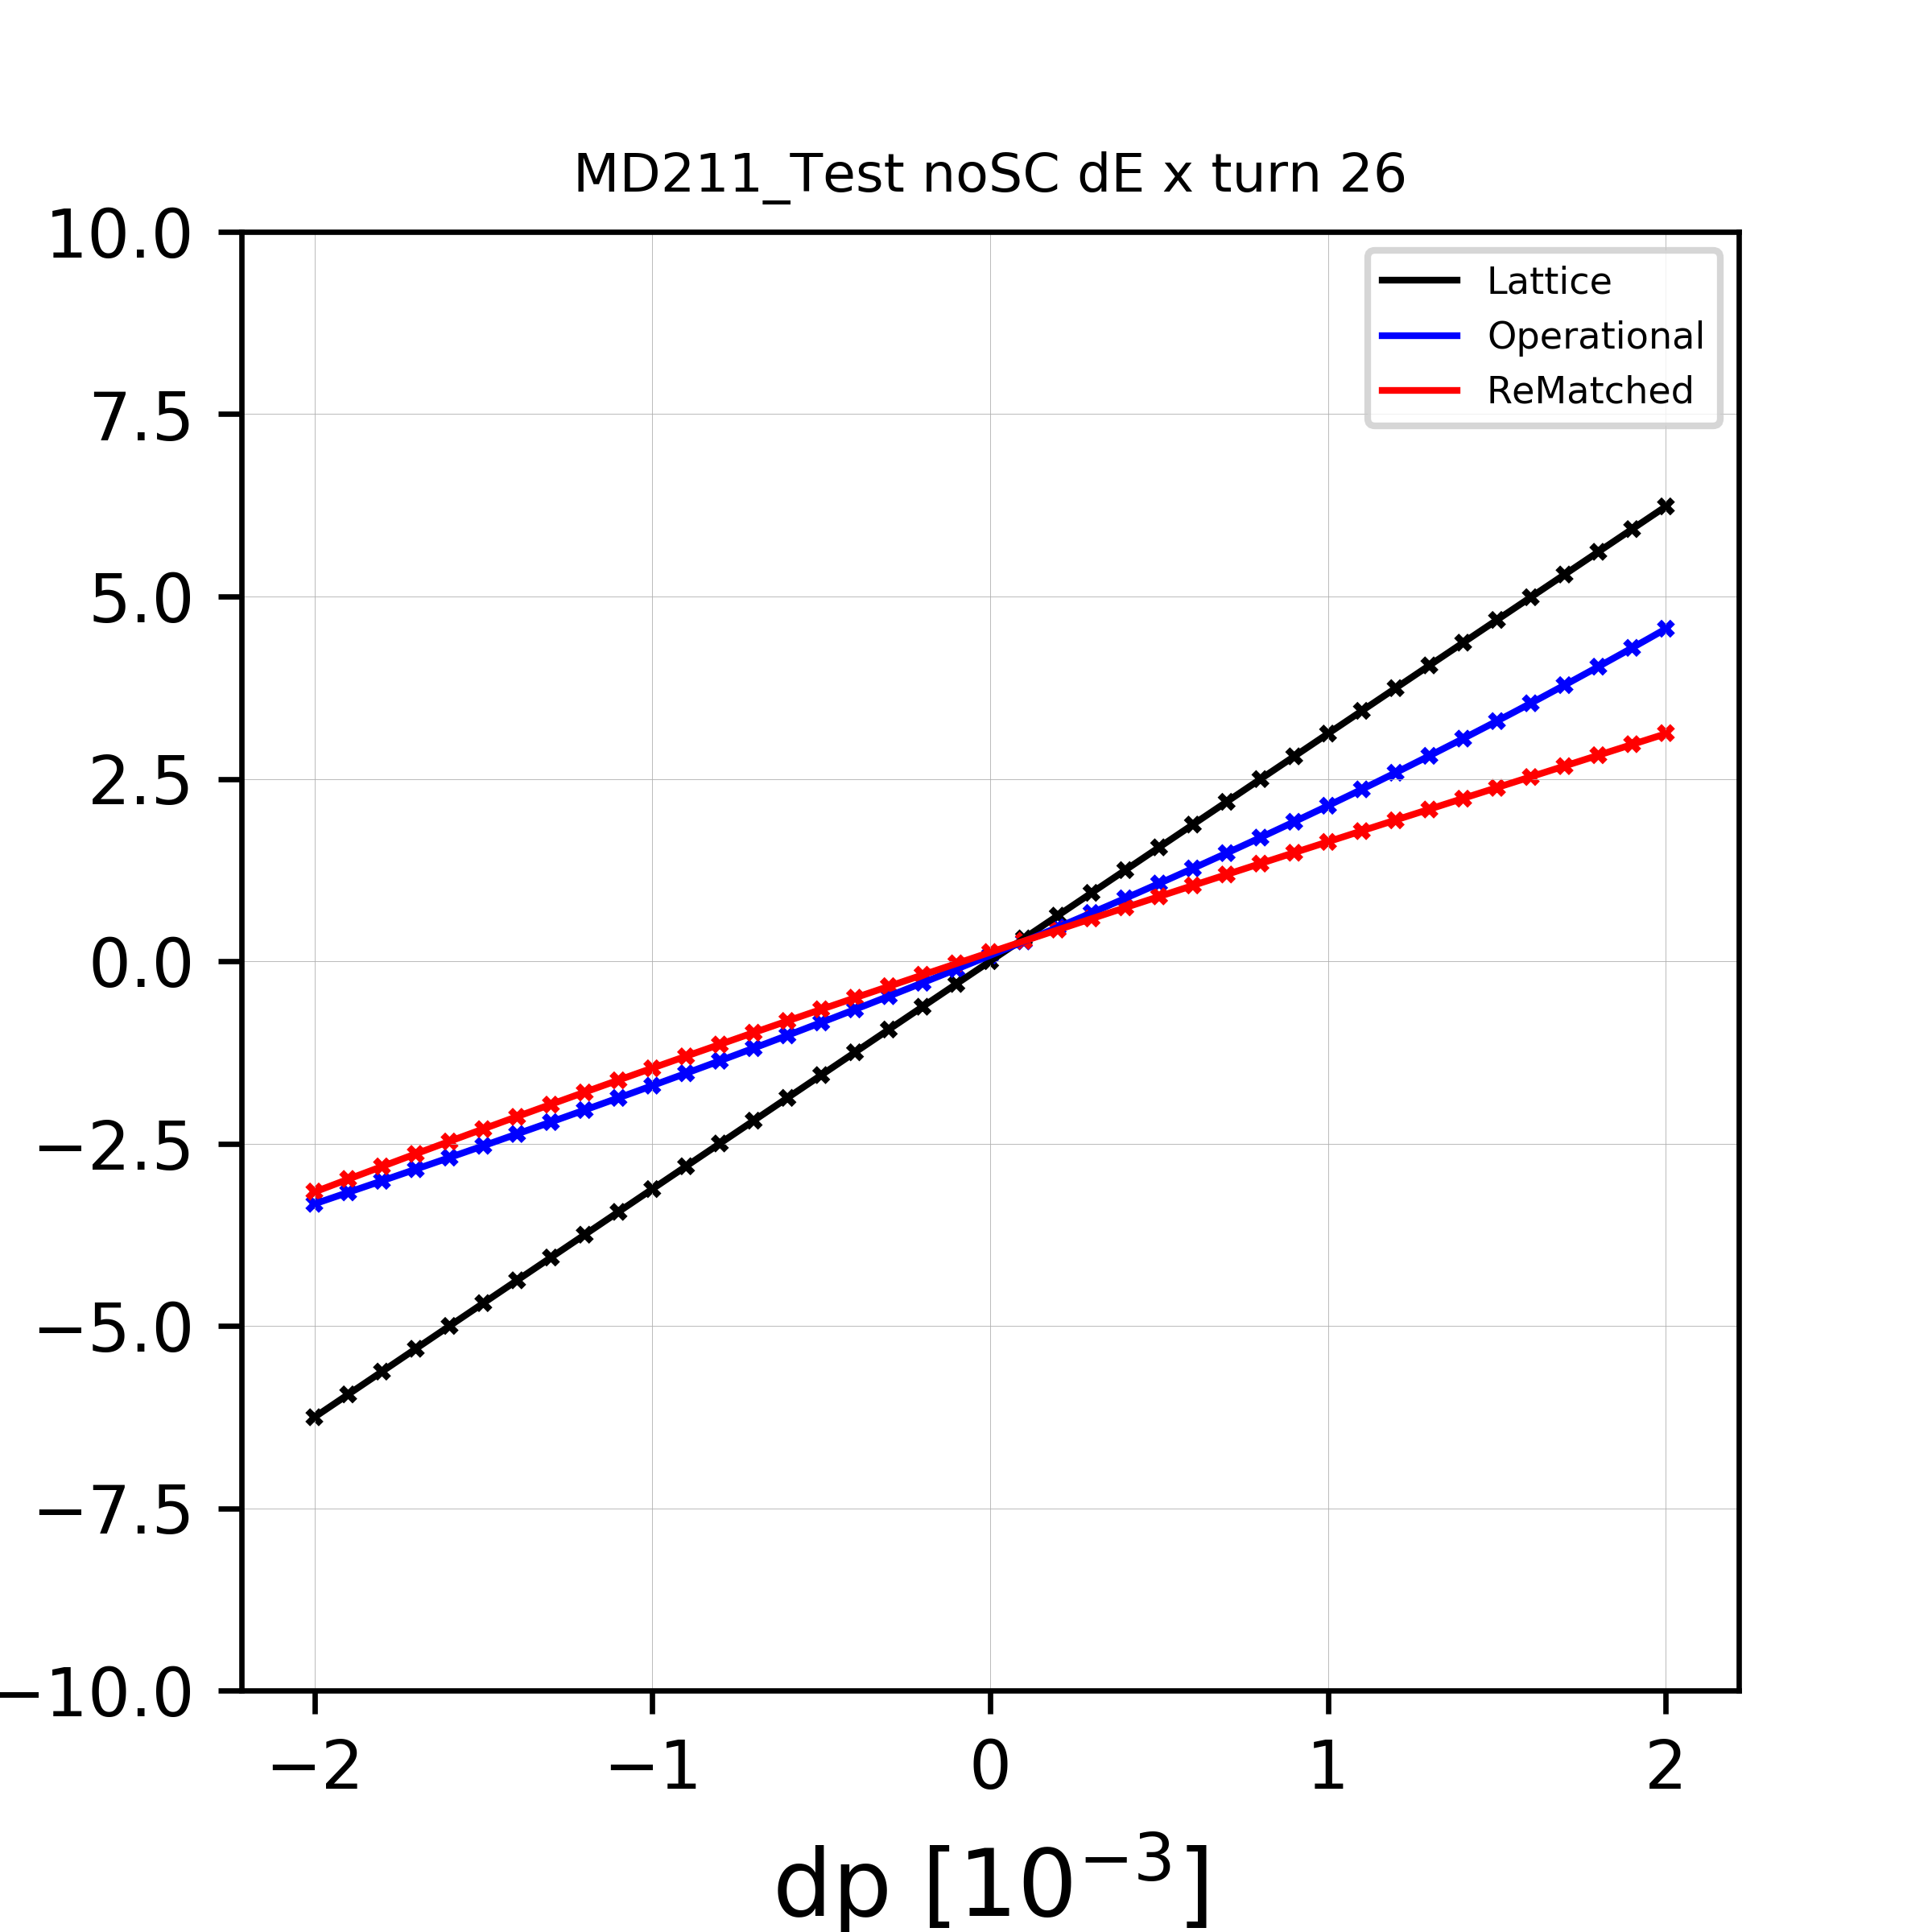 MD211_Test noSC dE x turn 26
10.0
7.5
5.0
2.5
0.0
−2.5
−5.0
−7.5
−10.0
Lattice
Operational
ReMatched
−2 −1 0 1 2
dp [10⁻³]